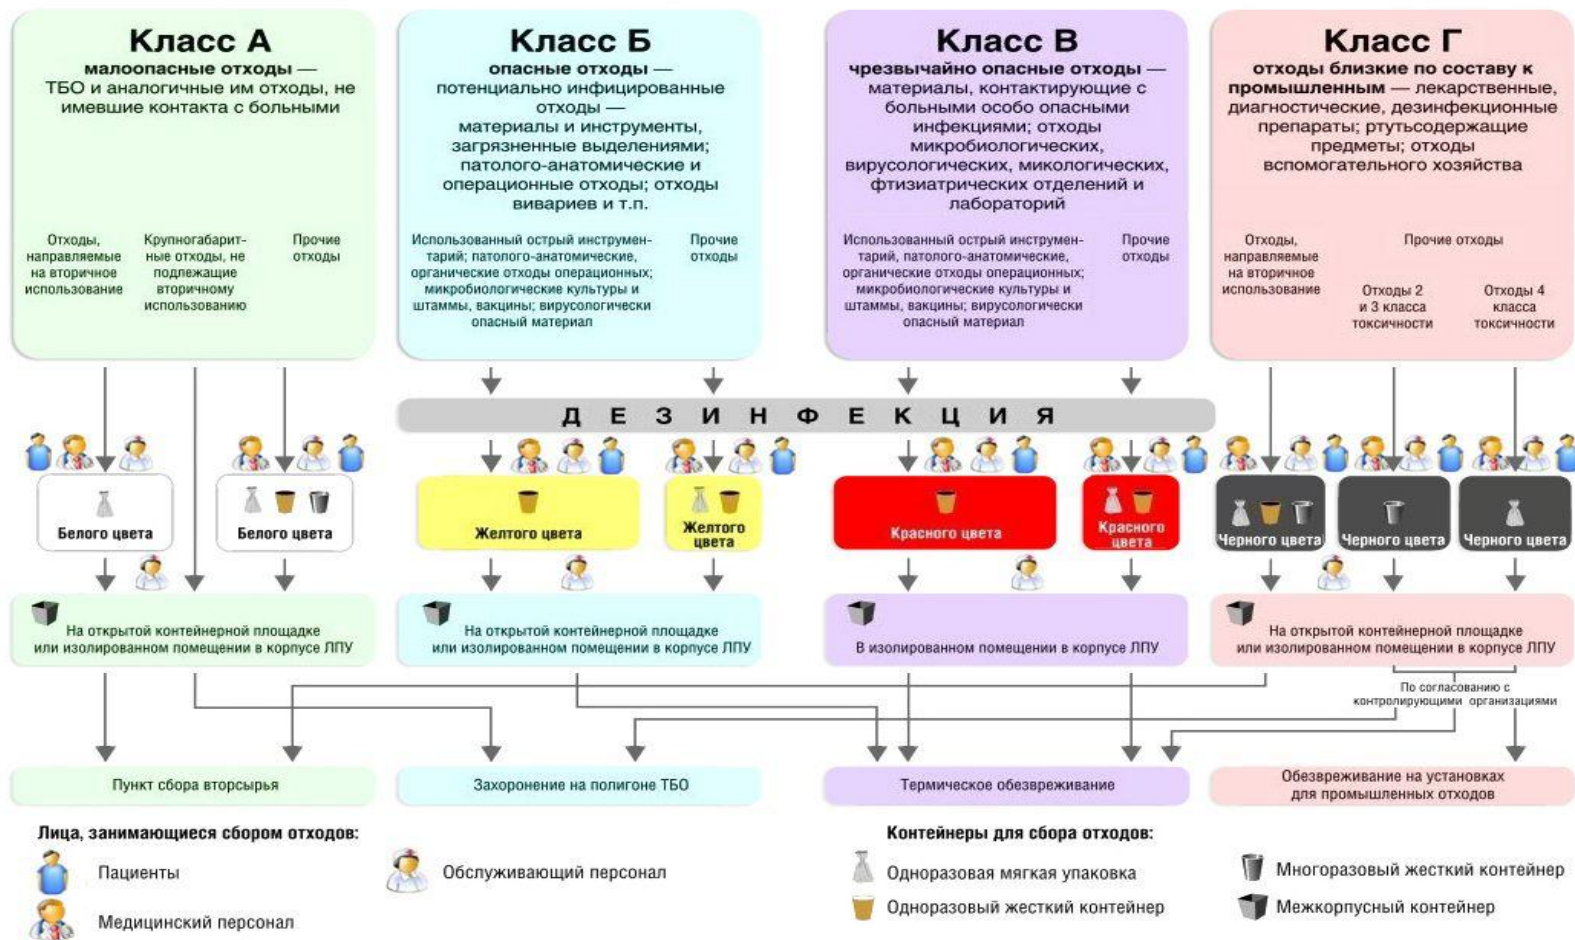 Класс А
малоопасные отходы —
ТБО и аналогичные им отходы, не
имевшие контакта с больными
Отходы,
направляемые
на вторичное
использование
Крупногабарит-
ные отходы, не
подлежащие
вторичному
использованию
Прочие
отходы
Класс Б
опасные отходы —
потенциально инфицированные
отходы —
материалы и инструменты,
загрязненные выделениями;
патолого-анатомические и
операционные отходы; отходы
вивариев и т.п.
Использованный острый инструмен-
тарий; патолого-анатомические,
органические отходы операционных;
микробиологические культуры и
штаммы, вакцины; вирусологически
опасный материал
Прочие
отходы
Класс В
чрезвычайно опасные отходы —
материалы, контактирующие с
больными особо опасными
инфекциями; отходы
микробиологических,
вирусологических, микологических,
фтизиатрических отделений и
лабораторий
Использованный острый инструмен-
тарий, патолого-анатомические,
органические отходы операционных;
микробиологические культуры и
штаммы, вакцины; вирусологически
опасный материал
Прочие
отходы
Класс Г
отходы близкие по составу к
промышленным — лекарственные,
диагностические, дезинфекционные
препараты; ртутьсодержащие
предметы; отходы
вспомогательного хозяйства
Отходы,
направляемые
на вторичное
использование
Прочие отходы
Отходы 2
и 3 класса
токсичности
Отходы 4
класса
токсичности
ДЕЗИНФЕКЦИЯ
Белого цвета
Белого цвета
Желтого цвета
Желтого
цвета
Красного цвета
Красного
цвета
Черного цвета
Черного цвета
Черного цвета
На открытой контейнерной площадке
или изолированном помещении в корпусе ЛПУ
На открытой контейнерной площадке
или изолированном помещении в корпусе ЛПУ
В изолированном помещении в корпусе ЛПУ
На открытой контейнерной площадке
или изолированном помещении в корпусе ЛПУ
По согласованию с
контролирующими организациями
Пункт сбора вторсырья
Захоронение на полигоне ТБО
Термическое обезвреживание
Обезвреживание на установках
для промышленных отходов
Лица, занимающиеся сбором отходов:
Пациенты
Медицинский персонал
Обслуживающий персонал
Контейнеры для сбора отходов:
Одноразовая мягкая упаковка
Одноразовый жесткий контейнер
Многоразовый жесткий контейнер
Межкорпусный контейнер